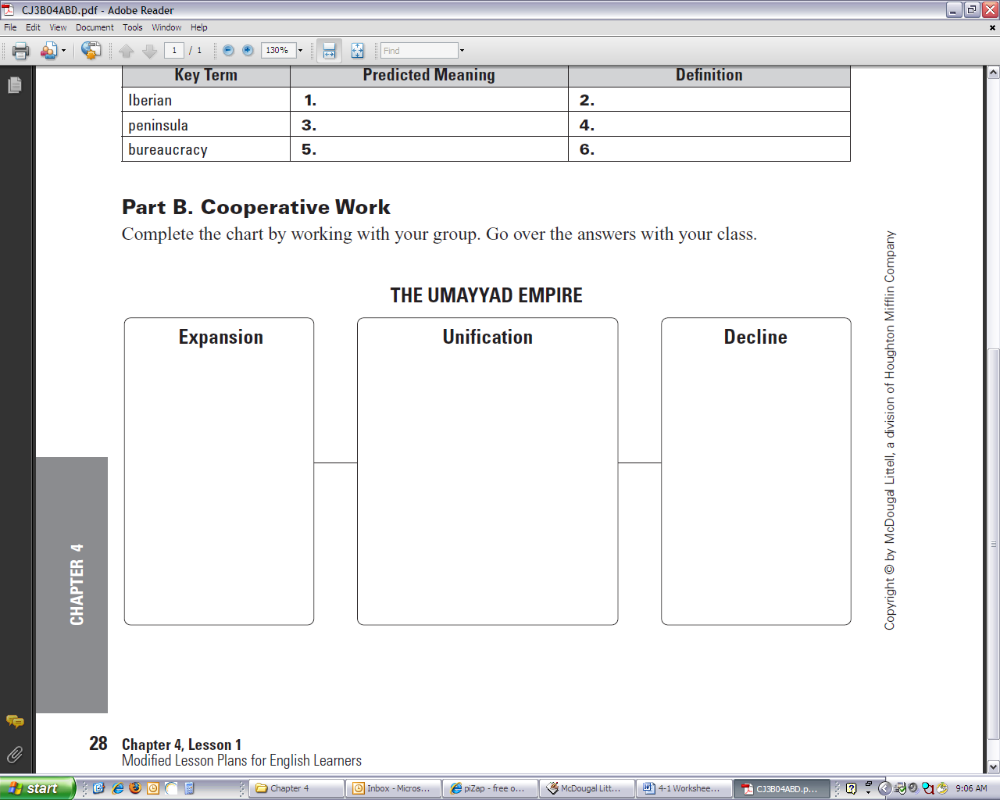 CJ3B04ABD.pdf - Adobe Reader
File Edit View Document Tools Window Help
1 / 1 130% Find
Key Term Predicted Meaning Definition
Iberian 1. 2.
peninsula 3. 4.
bureaucracy 5. 6.
Part B. Cooperative Work
Complete the chart by working with your group. Go over the answers with your class.
THE UMAYYAD EMPIRE
Expansion Unification Decline
Copyright © by McDougal Littell, a division of Houghton Mifflin Company
CHAPTER 4
28 Chapter 4, Lesson 1
Modified Lesson Plans for English Learners
start Chapter 4 Inbox - Micros... piZap - free o... McDougal Litt... 4-1 Workshee... CJ3B04ABD.p... 9:06 AM